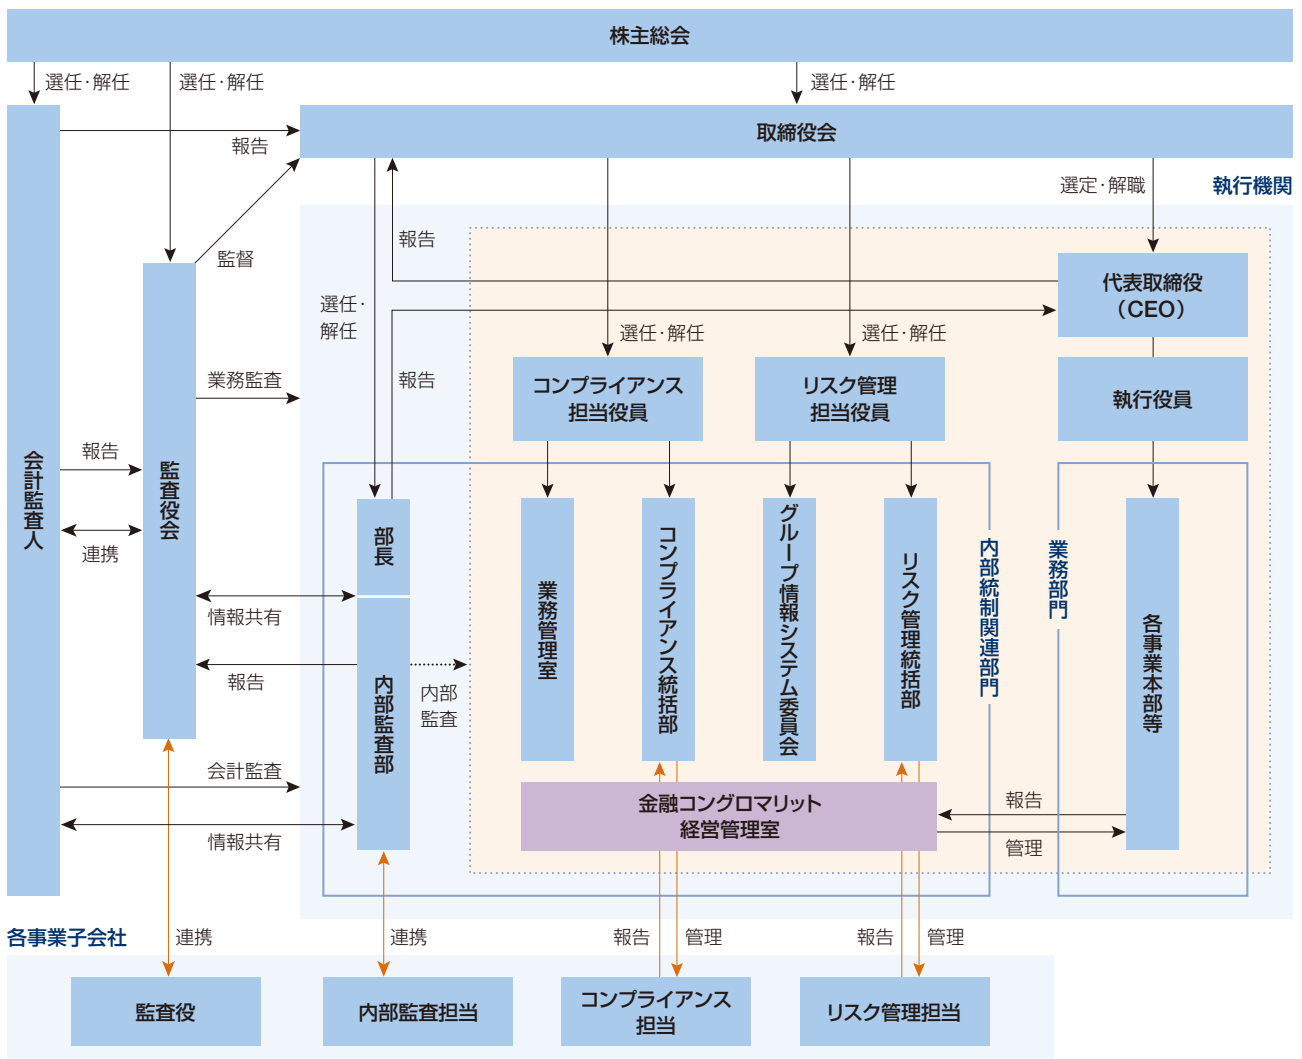 株主総会
選任･解任
選任･解任
選任･解任
取締役会
報告
選定･解職
執行機関
監督
報告
代表取締役
（CEO）
選任･
解任
選任･解任
選任･解任
業務監査
報告
コンプライアンス
担当役員
リスク管理
担当役員
執行役員
会計監査人
報告
監査役会
連携
部長
業務管理室
コンプライアンス統括部
グループ情報システム委員会
リスク管理統括部
内部統制関連部門
業務部門
各事業本部等
情報共有
報告
内部監査部
内部
監査
会計監査
金融コングロマリット
経営管理室
報告
管理
情報共有
各事業子会社
連携
連携
報告
管理
報告
管理
監査役
内部監査担当
コンプライアンス
担当
リスク管理担当